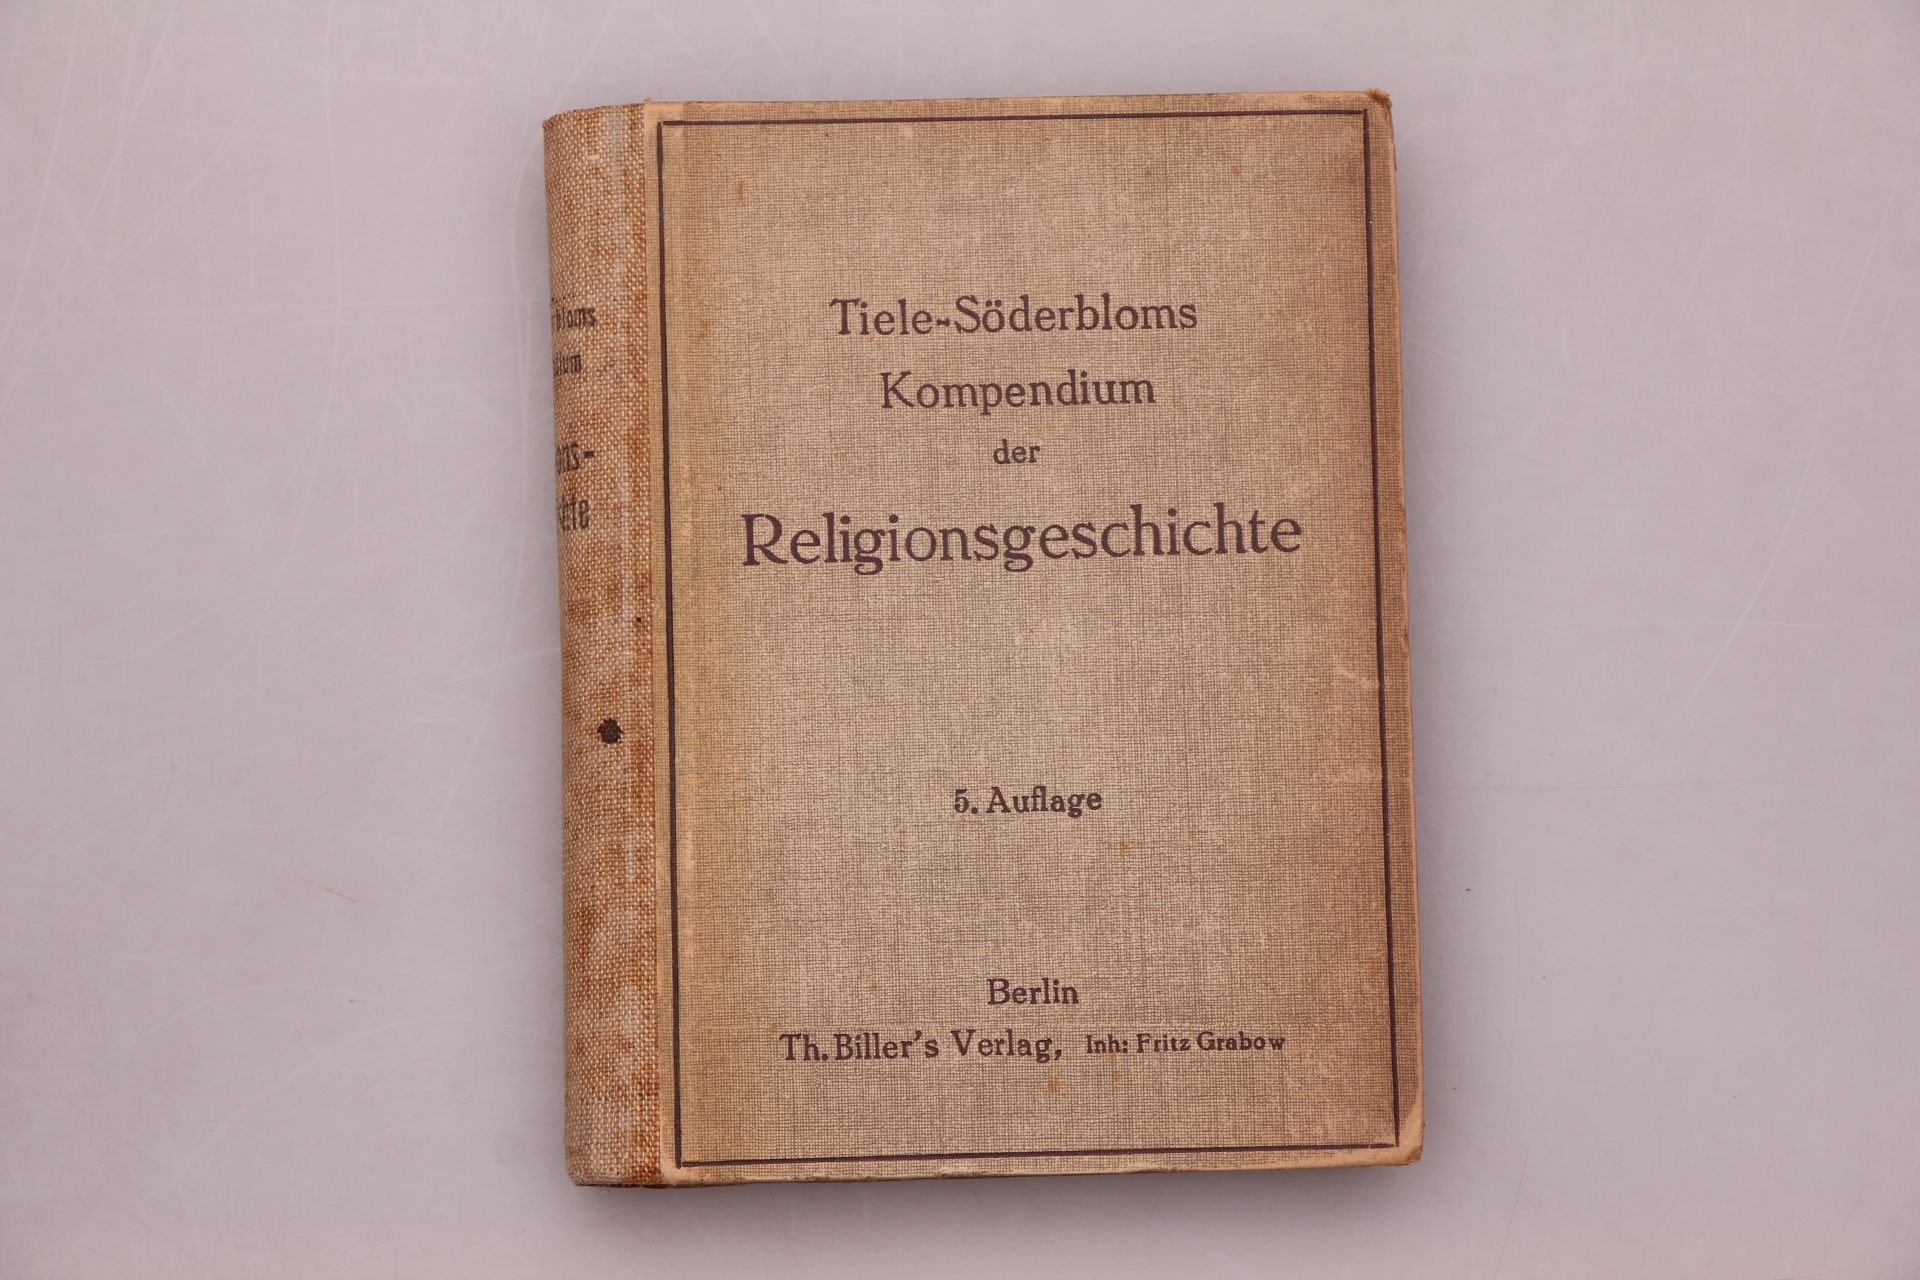 Tiele-Söderbloms
Kompendium
der
Religionsgeschichte
5. Auflage
Berlin
Th. Biller's Verlag, Inh: Fritz Grabow